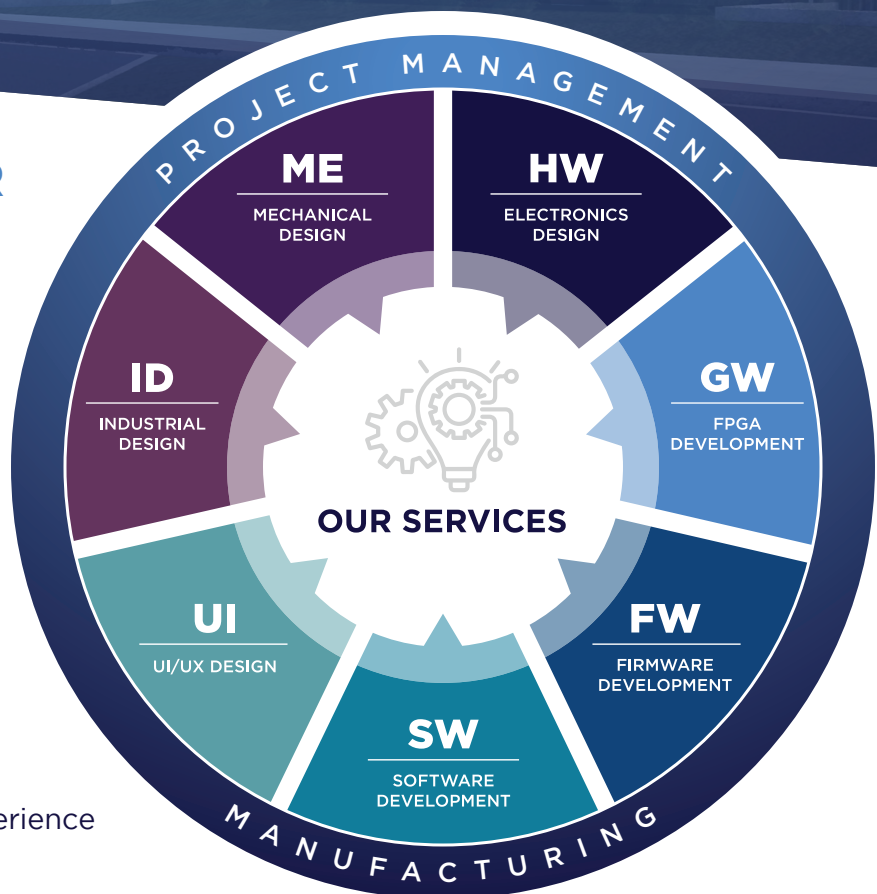 PROJECT MANAGEMENT
R
ME
MECHANICAL
DESIGN
HW
ELECTRONICS
DESIGN
ID
INDUSTRIAL
DESIGN
GW
FPGA
DEVELOPMENT
OUR SERVICES
UI
UI/UX DESIGN
FW
FIRMWARE
DEVELOPMENT
SW
SOFTWARE
DEVELOPMENT
MANUFACTURING